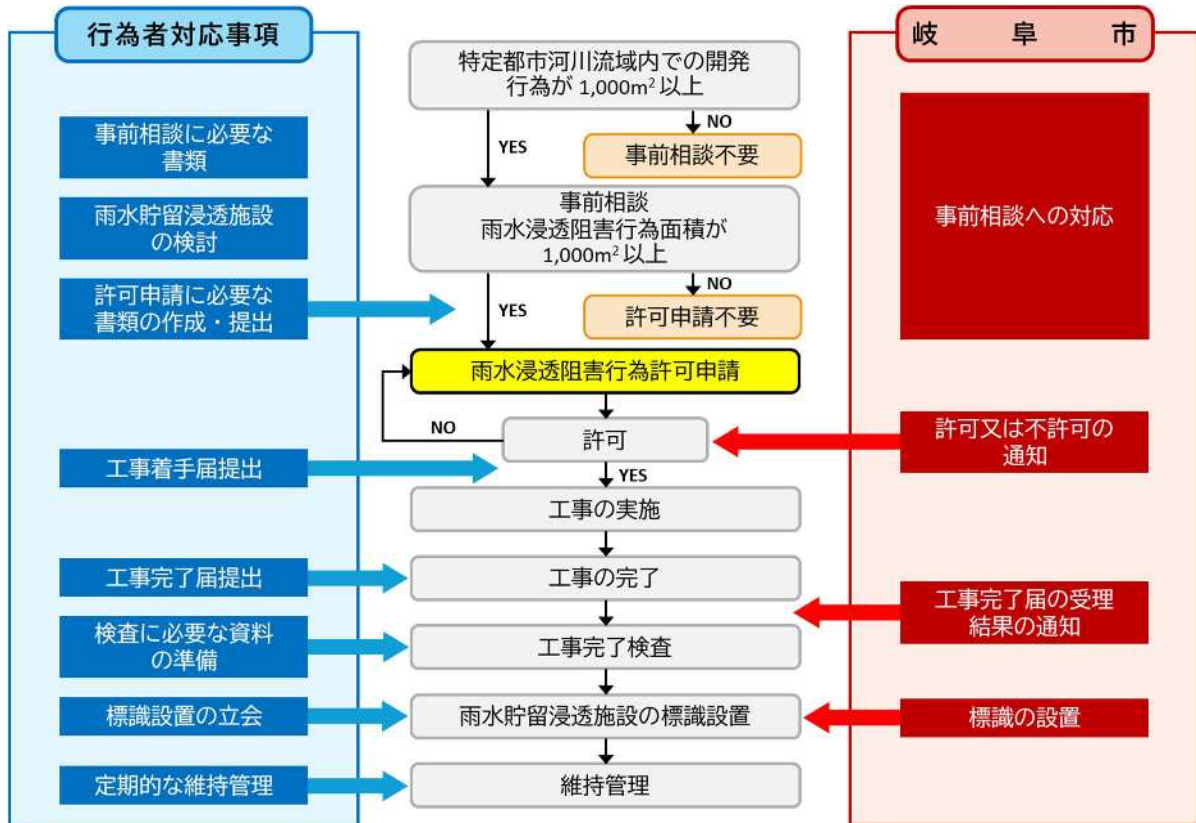 行為者対応事項
事前相談に必要な
書類
雨水貯留浸透施設
の検討
許可申請に必要な
書類の作成・提出
工事着手届提出
工事完了届提出
検査に必要な資料
の準備
標識設置の立会
定期的な維持管理
特定都市河川流域内での開発
行為が 1,000m² 以上
YES
NO
事前相談不要
事前相談
雨水浸透阻害行為面積が
1,000m² 以上
YES
NO
許可申請不要
雨水浸透阻害行為許可申請
NO
許可
YES
工事の実施
工事の完了
工事完了検査
雨水貯留浸透施設の標識設置
維持管理
岐 阜 市
事前相談への対応
許可又は不許可の
通知
工事完了届の受理
結果の通知
標識の設置